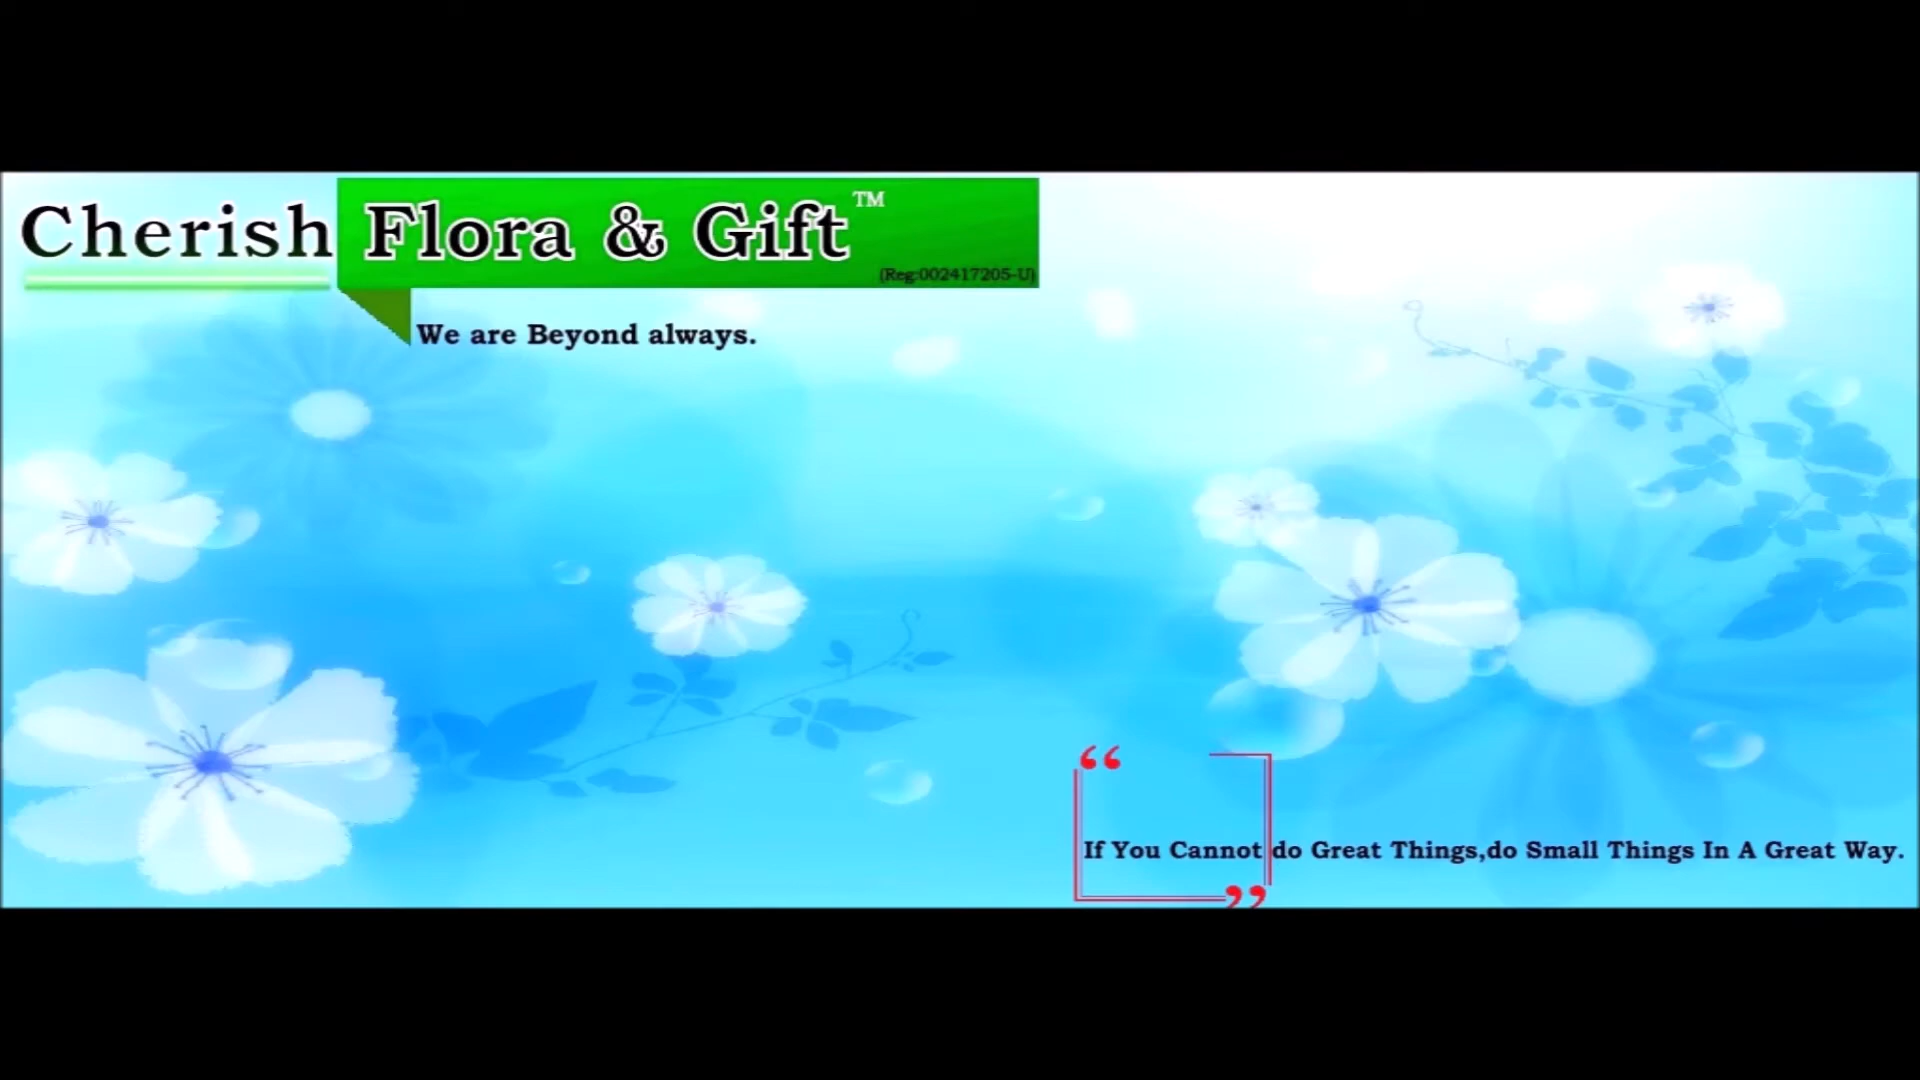 Cherish Flora & Gift™
(Reg:002417205-U)
We are Beyond always.
“
If You Cannot do Great Things,do Small Things In A Great Way.
”